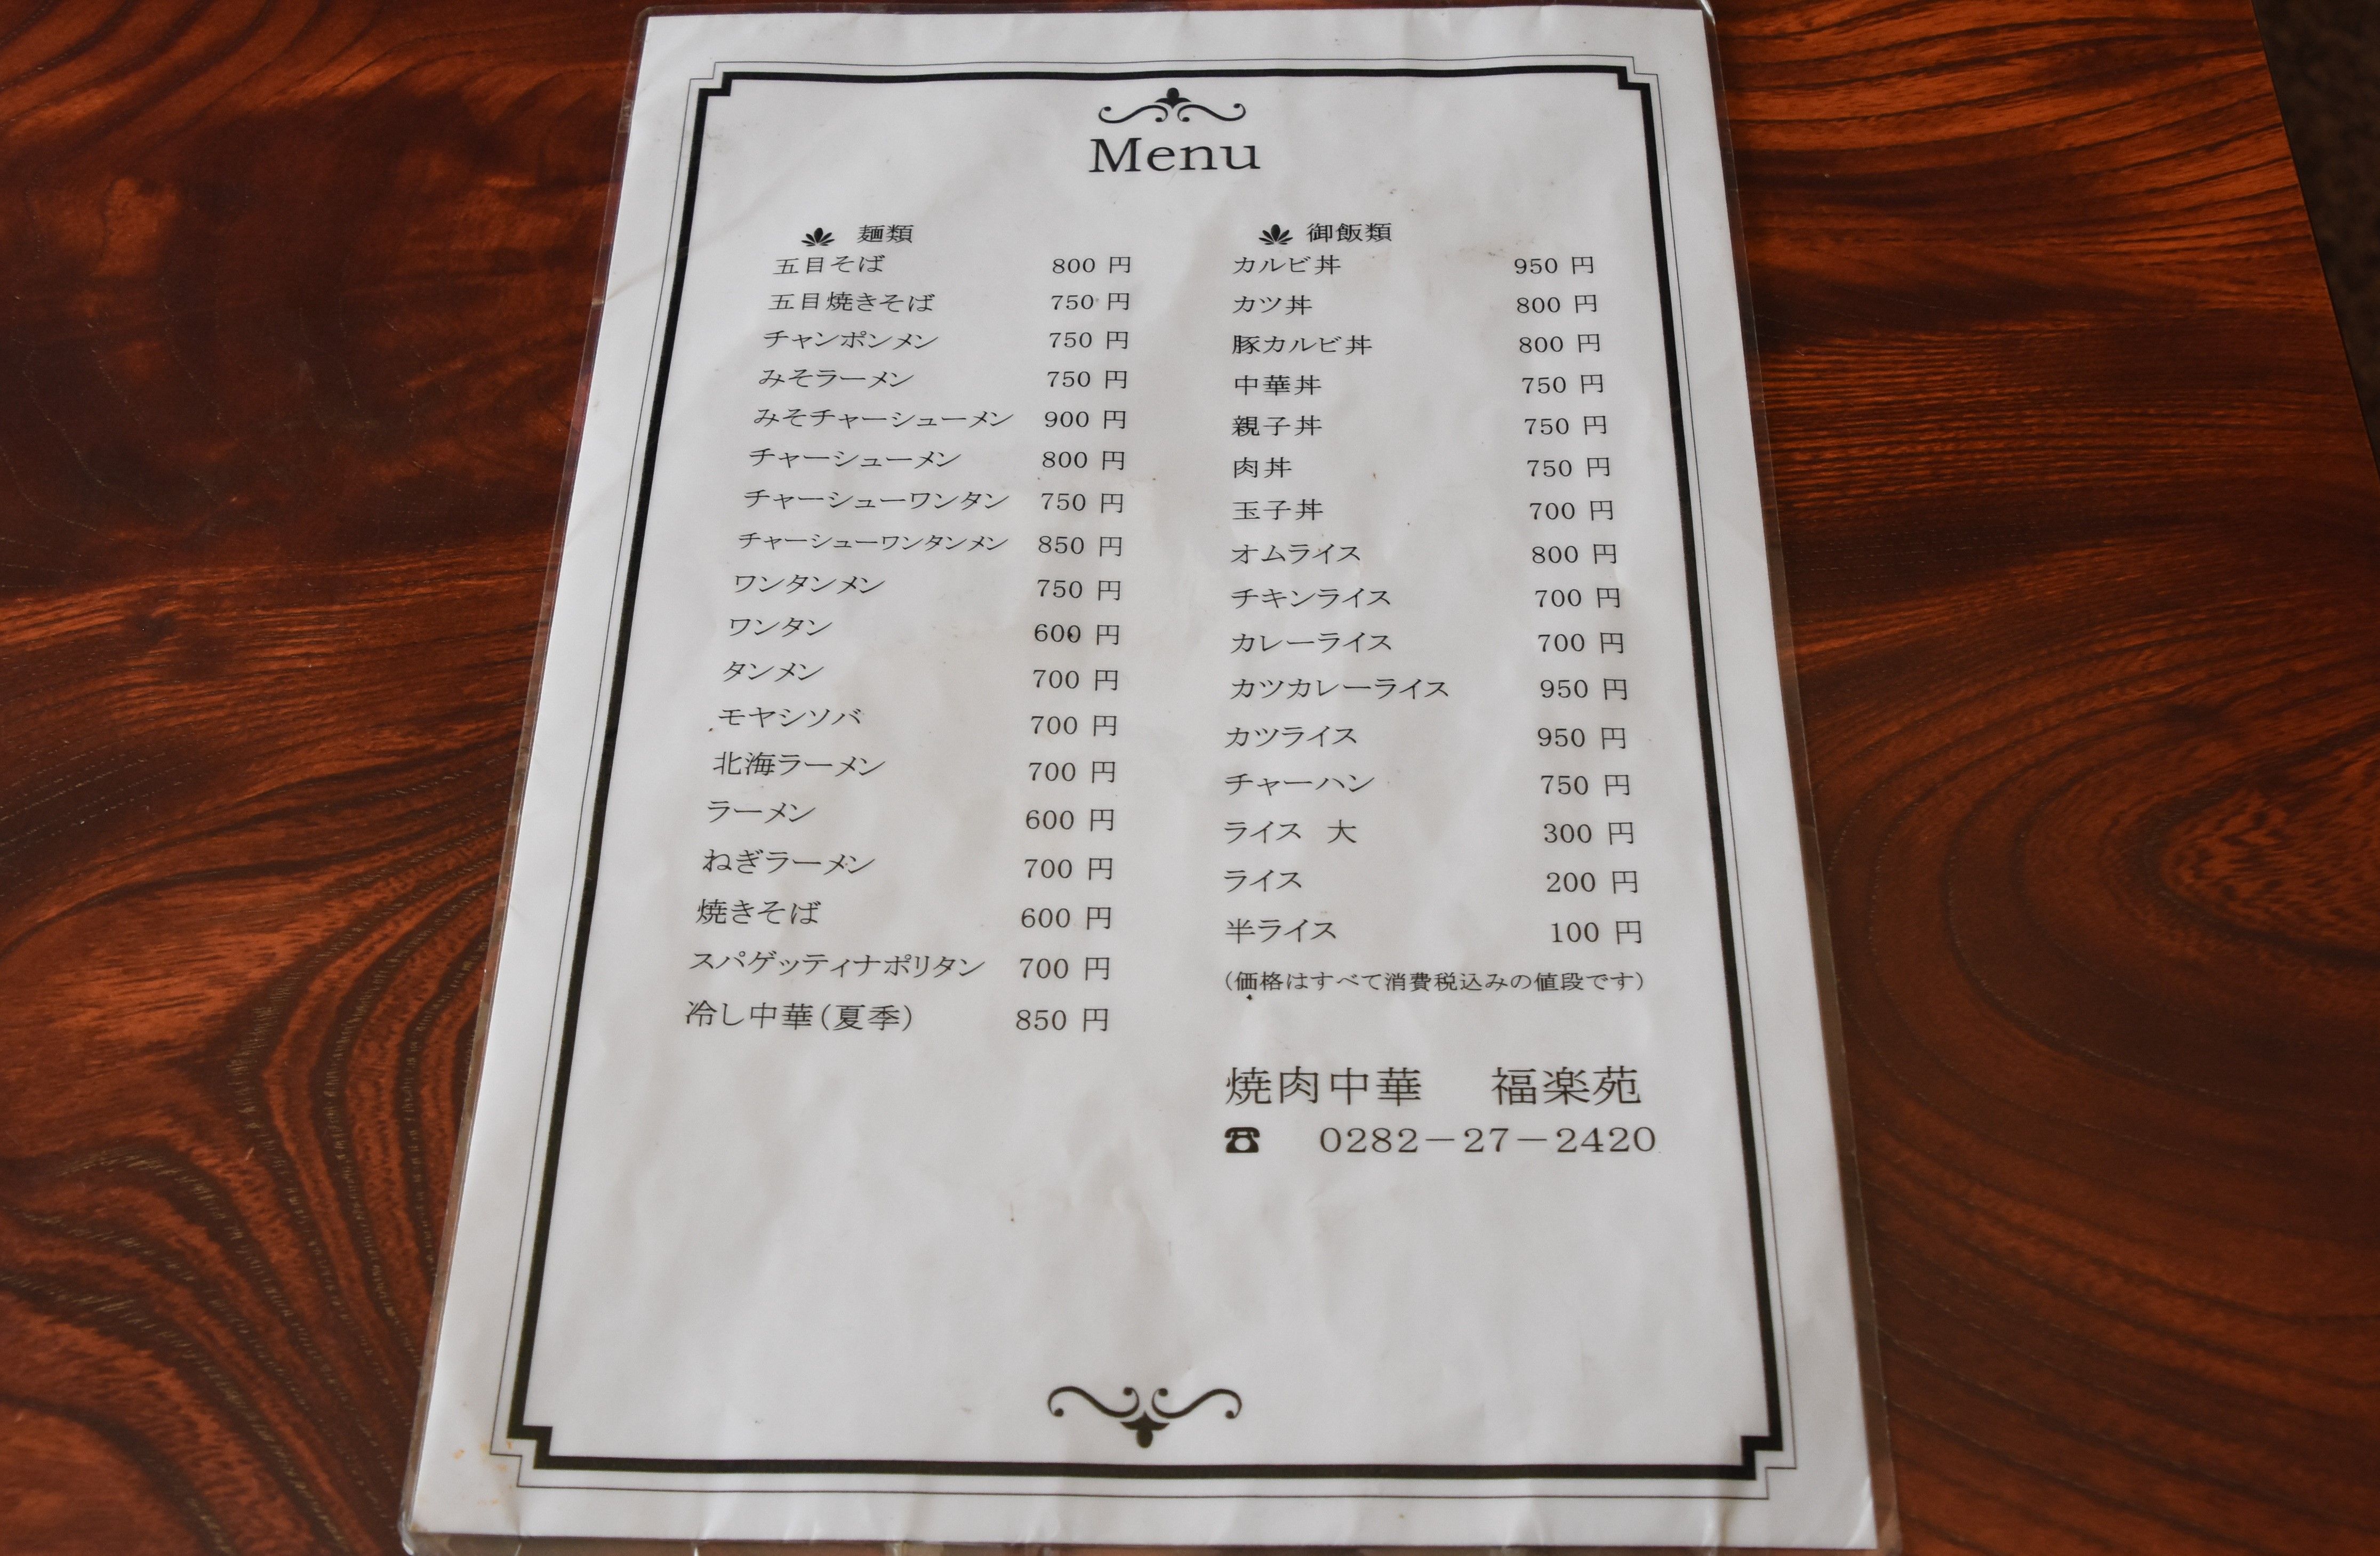 Menu
麺類
五目そば 800 円
五目焼きそば 750 円
チャンポンメン 750 円
みそラーメン 750 円
みそチャーシューメン 900 円
チャーシューメン 800 円
チャーシューワンタン 750 円
チャーシューワンタンメン 850 円
ワンタンメン 750 円
ワンタン 600 円
タンメン 700 円
モヤシソバ 700 円
北海ラーメン 700 円
ラーメン 600 円
ねぎラーメン 700 円
焼きそば 600 円
スパゲッティナポリタン 700 円
冷し中華(夏季) 850 円
御飯類
カルビ丼 950 円
カツ丼 800 円
豚カルビ丼 800 円
中華丼 750 円
親子丼 750 円
肉丼 750 円
玉子丼 700 円
オムライス 800 円
チキンライス 700 円
カレーライス 700 円
カツカレーライス 950 円
カツライス 950 円
チャーハン 750 円
ライス 大 300 円
ライス 200 円
半ライス 100 円
(価格はすべて消費税込みの値段です)
焼肉中華 福楽苑
☎ 0282-27-2420